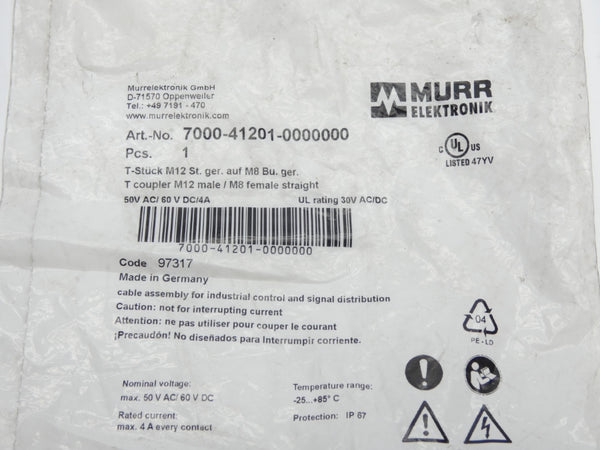 Murrelektronik GmbH
D-71570 Oppenweiler
Tel.: +49 7191 - 470
www.murrelektronik.com
MURR
ELEKTRONIK
Art.-No. 7000-41201-0000000
Pcs. 1
C UL US
LISTED 47YV
T-Stück M12 St. ger. auf M8 Bu. ger.
T coupler M12 male / M8 female straight
50V AC/ 60 V DC/4A UL rating 30V AC/DC
7000-41201-0000000
Code 97317
Made in Germany
cable assembly for industrial control and signal distribution
Caution: not for interrupting current
Attention: ne pas utiliser pour couper le courant
¡Precaución! No diseñados para Interrumpir corriente.
04
PE-LD
Nominal voltage:
max. 50 V AC/ 60 V DC
Temperature range:
-25...+85° C
Rated current:
max. 4 A every contact
Protection: IP 67